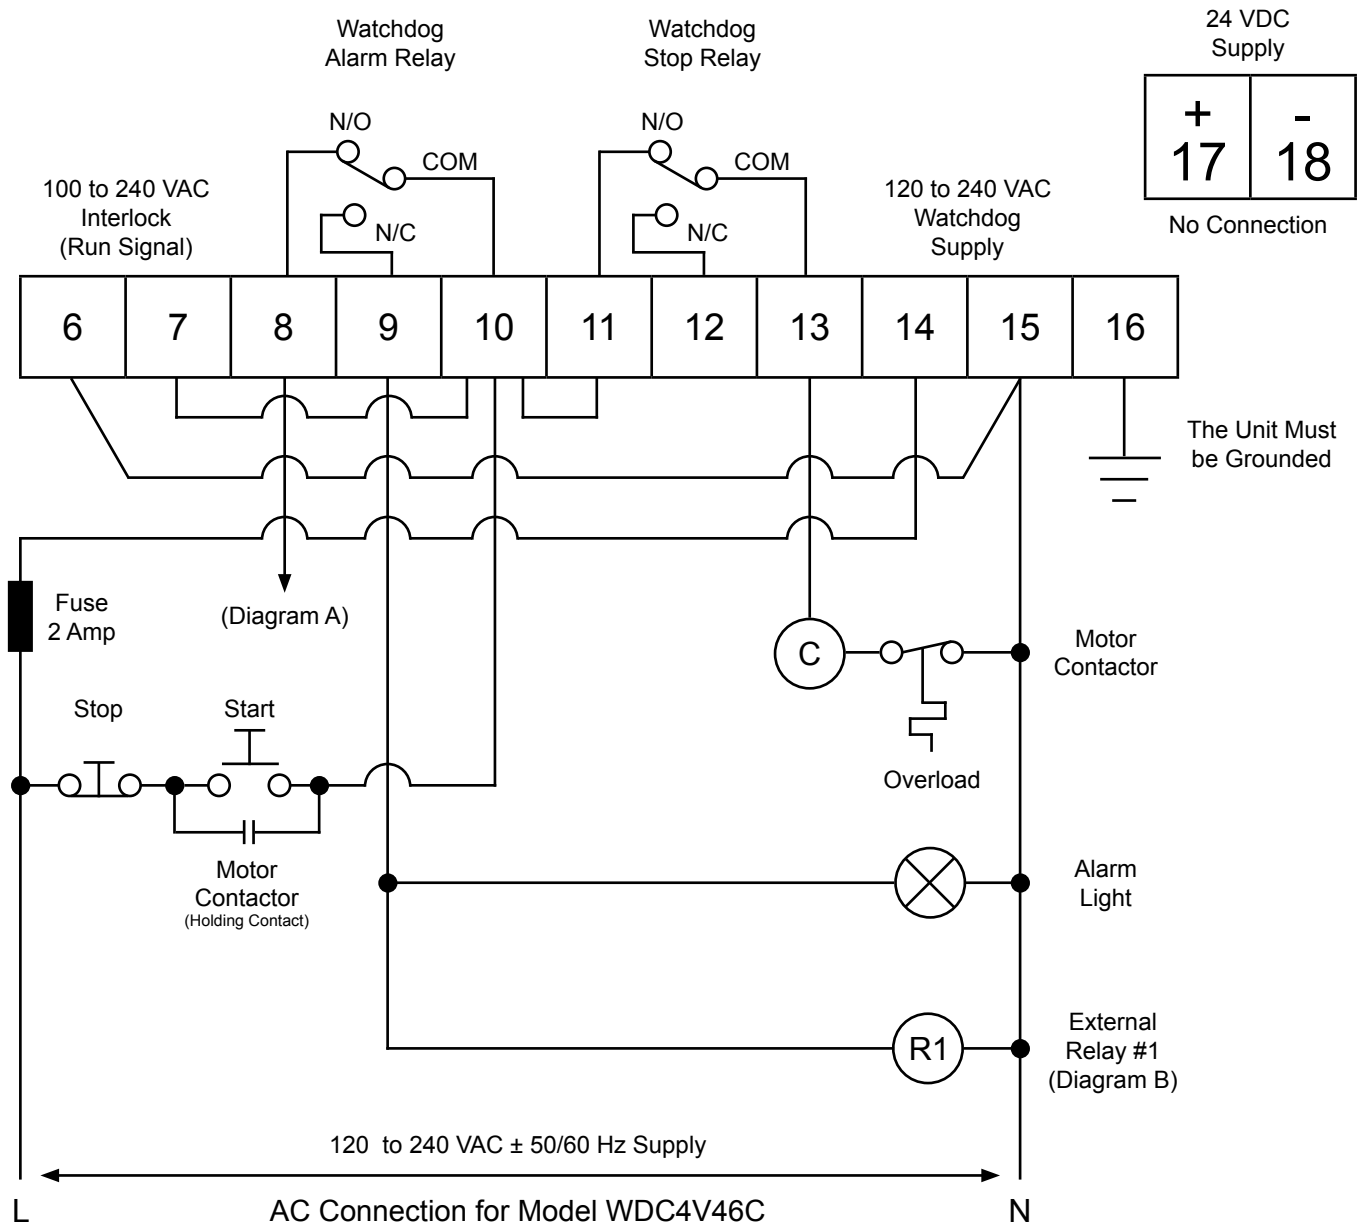 Watchdog
Alarm Relay
Watchdog
Stop Relay
24 VDC
Supply
+ -
17 18
No Connection
N/O
COM
N/C
N/O
COM
N/C
100 to 240 VAC
Interlock
(Run Signal)
120 to 240 VAC
Watchdog
Supply
6 7 8 9 10 11 12 13 14 15 16
The Unit Must
be Grounded
Fuse
2 Amp
(Diagram A)
C
Motor
Contactor
Overload
Stop
Start
Motor
Contactor
(Holding Contact)
Alarm
Light
R1
External
Relay #1
(Diagram B)
120 to 240 VAC ± 50/60 Hz Supply
L
AC Connection for Model WDC4V46C
N